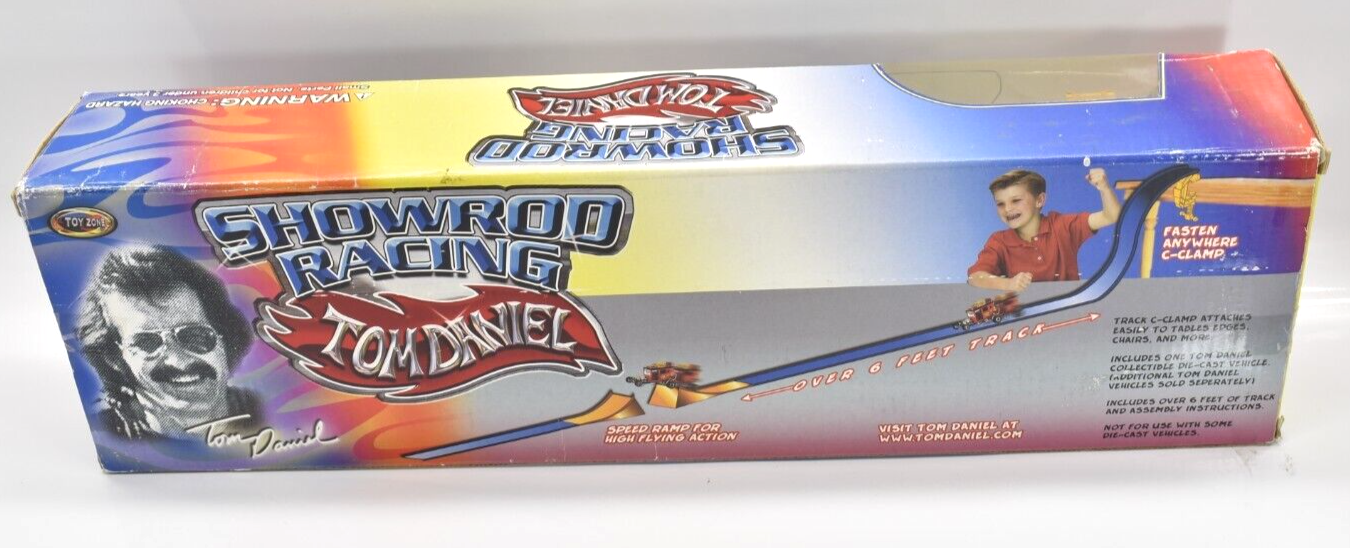 ⚠ WARNING: CHOKING HAZARD
Small Parts. Not for children under 3 years
SHOWROD
RACING
TOM DANIEL
TOY ZONE
SHOWROD
RACING
TOM DANIEL
Tom Daniel
FASTEN
ANYWHERE
C-CLAMP
OVER 6 FEET TRACK
SPEED RAMP FOR
HIGH FLYING ACTION
VISIT TOM DANIEL AT
WWW.TOMDANIEL.COM
TRACK C-CLAMP ATTACHES
EASILY TO TABLES EDGES,
CHAIRS, AND MORE
INCLUDES ONE TOM DANIEL
COLLECTIBLE DIE-CAST VEHICLE.
(ADDITIONAL TOM DANIEL
VEHICLES SOLD SEPERATELY)
INCLUDES OVER 6 FEET OF TRACK
AND ASSEMBLY INSTRUCTIONS.
NOT FOR USE WITH SOME
DIE-CAST VEHICLES.